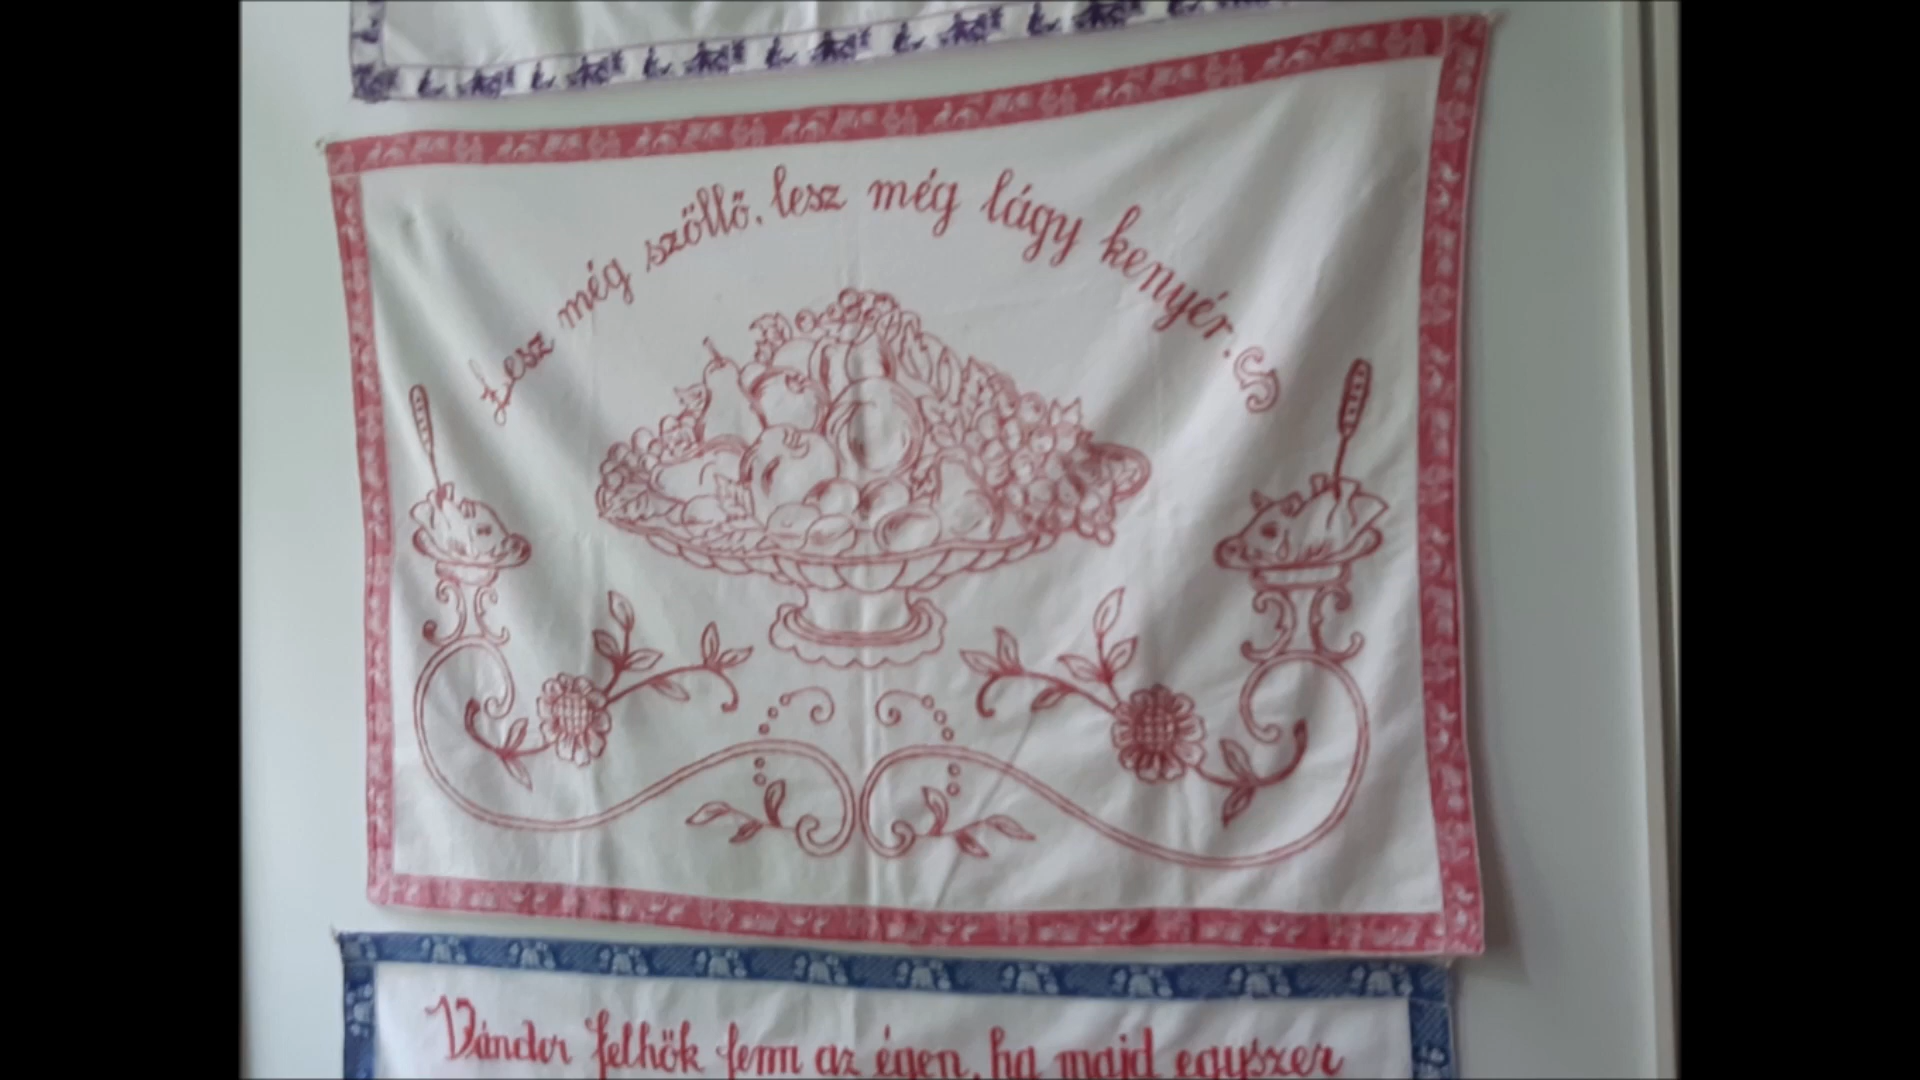 Lesz még szöllő, lesz még lágy kenyér.
Vándor felhők fenn az égen, ha majd egyszer